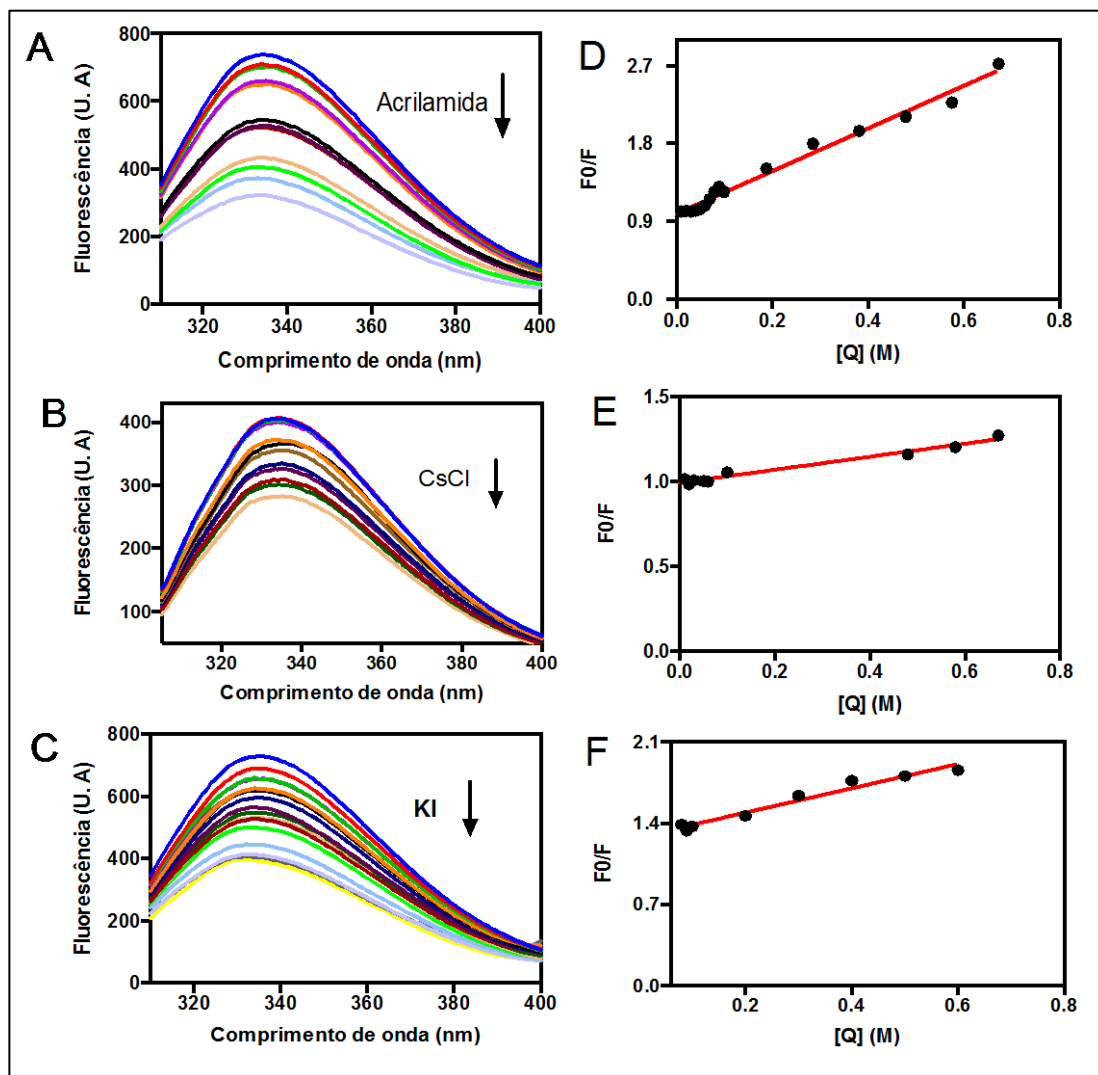 A
Fluorescência (U. A)
800
600
400
200
0
Acrilamida
320 340 360 380 400
Comprimento de onda (nm)
D
F0/F
2.7
1.8
0.9
0.0
0.0 0.2 0.4 0.6 0.8
[Q] (M)
B
Fluorescência (U. A)
400
300
200
100
CsCl
320 340 360 380 400
Comprimento de onda (nm)
E
F0/F
1.5
1.0
0.5
0.0
0.0 0.2 0.4 0.6 0.8
[Q] (M)
C
Fluorescência (U. A)
800
600
400
200
0
KI
320 340 360 380 400
Comprimento de onda (nm)
F
F0/F
2.1
1.4
0.7
0.0
0.2 0.4 0.6 0.8
[Q] (M)